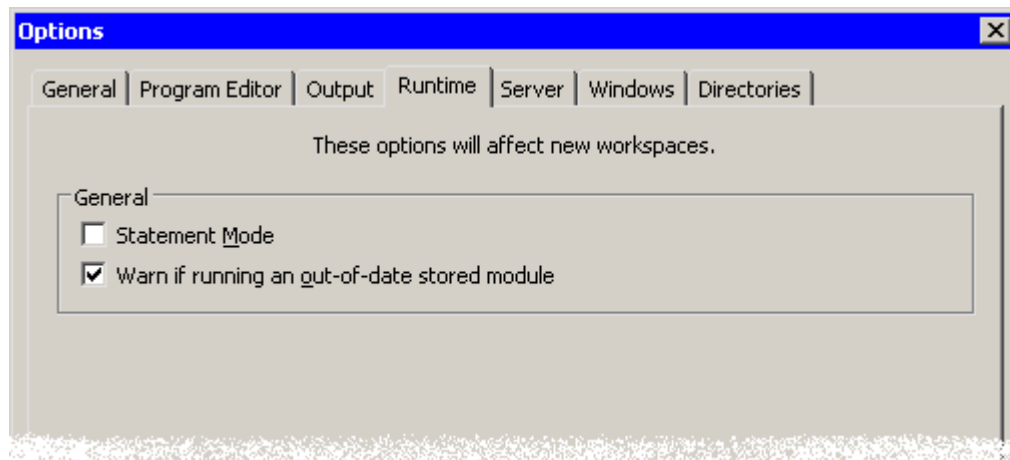 Options
General Program Editor Output Runtime Server Windows Directories
These options will affect new workspaces.
General
Statement Mode
Warn if running an out-of-date stored module